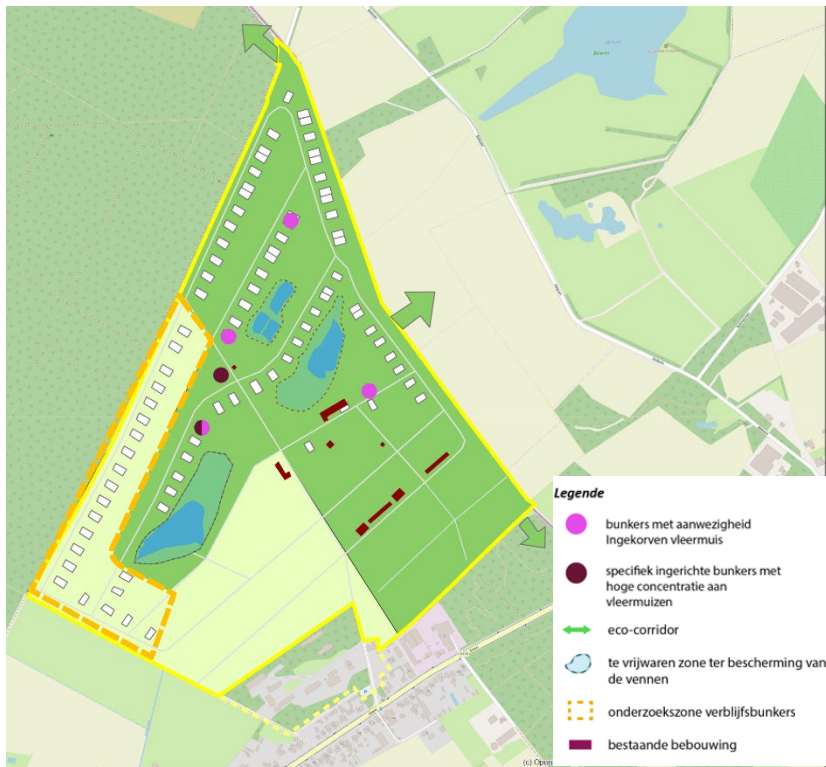 Legende
bunkers met aanwezigheid
Ingekorven vleermuis
specifiek ingerichte bunkers met
hoge concentratie aan
vleermuizen
eco-corridor
te vrijwaren zone ter bescherming van
de vennen
onderzoekszone verblijfsbunkers
bestaande bebouwing
(c) Open